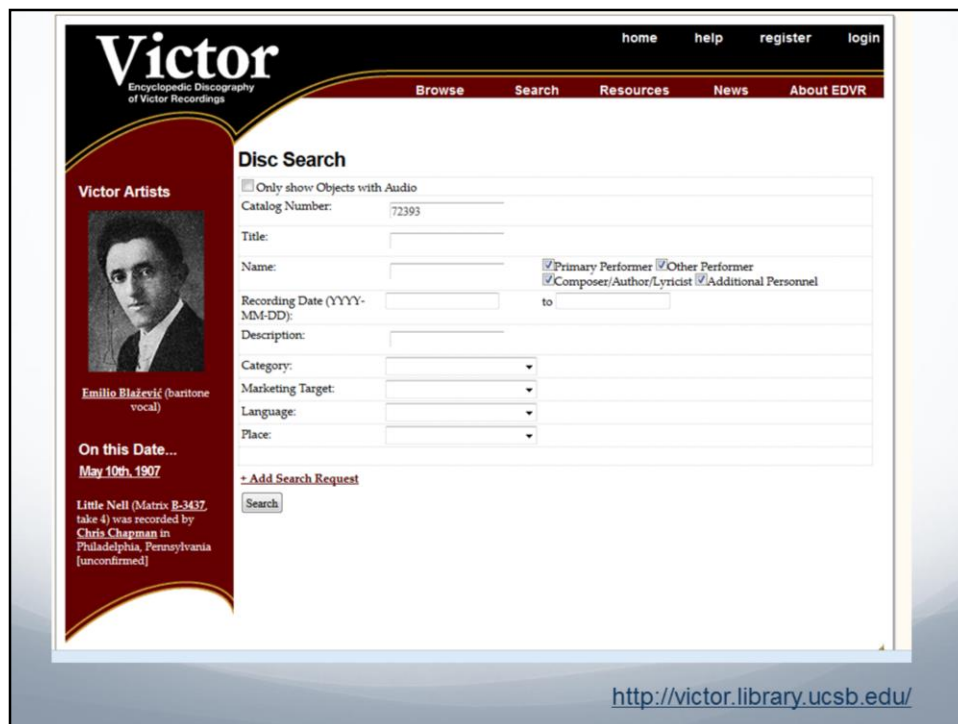 Victor
Encyclopedic Discography
of Victor Recordings
home help register login
Browse Search Resources News About EDVR
Victor Artists
Emilio Blažević (baritone
vocal)
On this Date...
May 10th, 1907
Little Nell (Matrix B-3437,
take 4) was recorded by
Chris Chapman in
Philadelphia, Pennsylvania
[unconfirmed]
Disc Search
Only show Objects with Audio
Catalog Number: 72393
Title:
Name: Primary Performer Other Performer
Composer/Author/Lyricist Additional Personnel
Recording Date (YYYY- to
MM-DD):
Description:
Category:
Marketing Target:
Language:
Place:
+ Add Search Request
Search
http://victor.library.ucsb.edu/